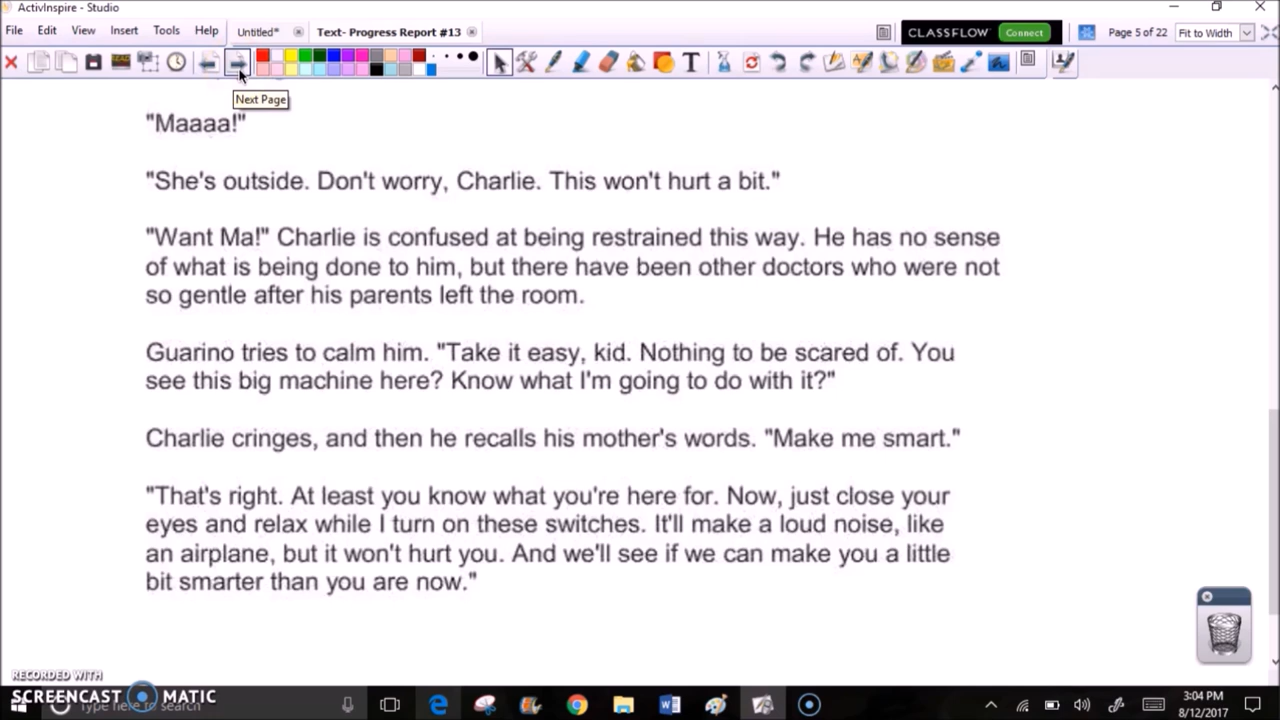 ActivInspire - Studio
File Edit View Insert Tools Help Untitled* Text- Progress Report #13 CLASSFLOW Connect Page 5 of 22 Fit to Width
Next Page
"Maaaa!"
"She's outside. Don't worry, Charlie. This won't hurt a bit."
"Want Ma!" Charlie is confused at being restrained this way. He has no sense
of what is being done to him, but there have been other doctors who were not
so gentle after his parents left the room.
Guarino tries to calm him. "Take it easy, kid. Nothing to be scared of. You
see this big machine here? Know what I'm going to do with it?"
Charlie cringes, and then he recalls his mother's words. "Make me smart."
"That's right. At least you know what you're here for. Now, just close your
eyes and relax while I turn on these switches. It'll make a loud noise, like
an airplane, but it won't hurt you. And we'll see if we can make you a little
bit smarter than you are now."
RECORDED WITH
SCREENCAST MATIC
Type here to search
3:04 PM
8/12/2017